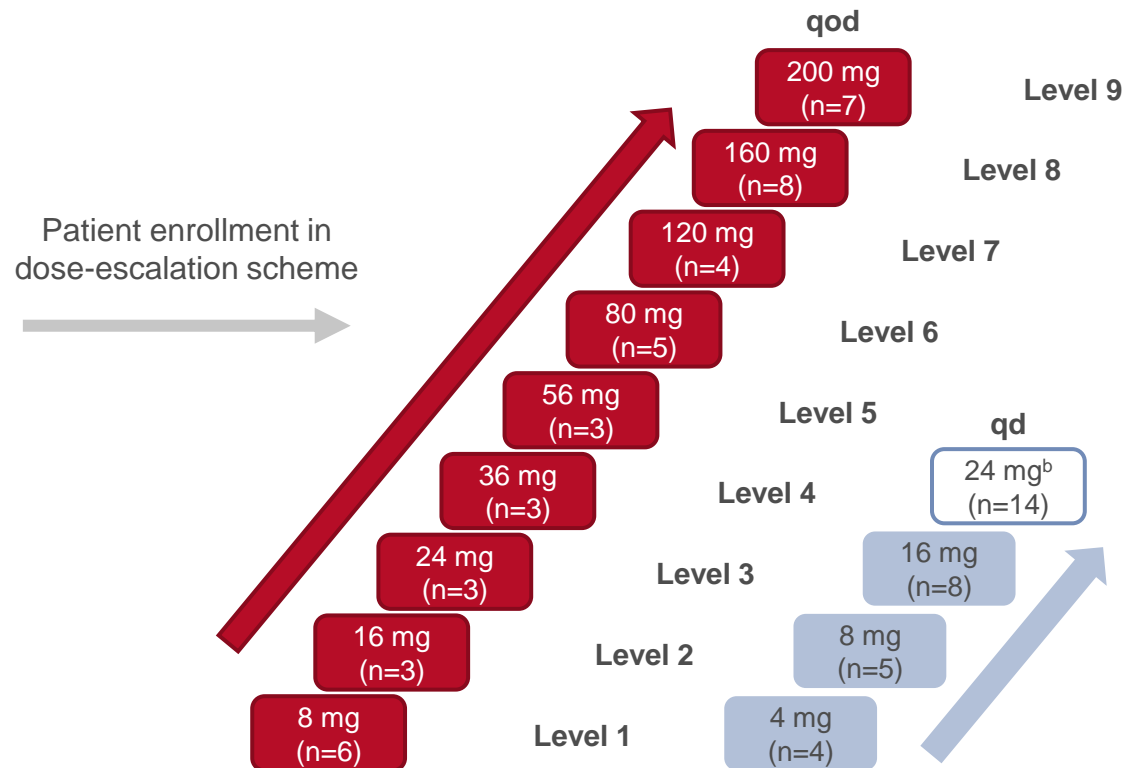 qod
200 mg
(n=7)
Level 9
160 mg
(n=8)
Level 8
Patient enrollment in
dose-escalation scheme
120 mg
(n=4)
Level 7
80 mg
(n=5)
Level 6
56 mg
(n=3)
Level 5
qd
36 mg
(n=3)
Level 4
24 mgᵇ
(n=14)
24 mg
(n=3)
Level 3
16 mg
(n=8)
16 mg
(n=3)
Level 2
8 mg
(n=5)
8 mg
(n=6)
Level 1
4 mg
(n=4)